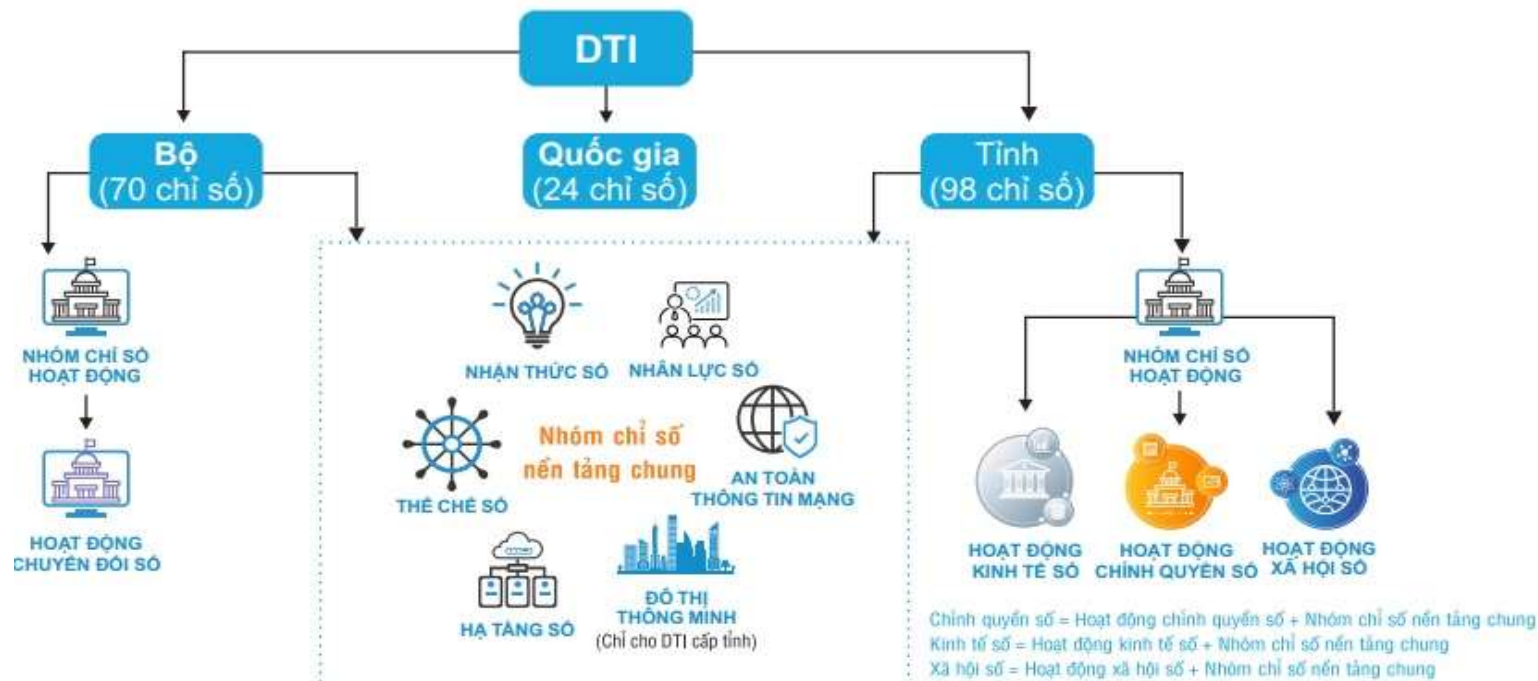 DTI
Bộ
(70 chỉ số)
Quốc gia
(24 chỉ số)
Tỉnh
(98 chỉ số)
NHÓM CHỈ SỐ
HOẠT ĐỘNG
HOẠT ĐỘNG
CHUYỂN ĐỔI SỐ
NHẬN THỨC SỐ
NHÂN LỰC SỐ
Nhóm chỉ số
nền tảng chung
THỂ CHẾ SỐ
AN TOÀN
THÔNG TIN MẠNG
HẠ TẦNG SỐ
ĐÔ THỊ
THÔNG MINH
(Chỉ cho DTI cấp tỉnh)
NHÓM CHỈ SỐ
HOẠT ĐỘNG
HOẠT ĐỘNG
KINH TẾ SỐ
HOẠT ĐỘNG
CHÍNH QUYỀN SỐ
HOẠT ĐỘNG
XÃ HỘI SỐ
Chính quyền số = Hoạt động chính quyền số + Nhóm chỉ số nền tảng chung
Kinh tế số = Hoạt động kinh tế số + Nhóm chỉ số nền tảng chung
Xã hội số = Hoạt động xã hội số + Nhóm chỉ số nền tảng chung